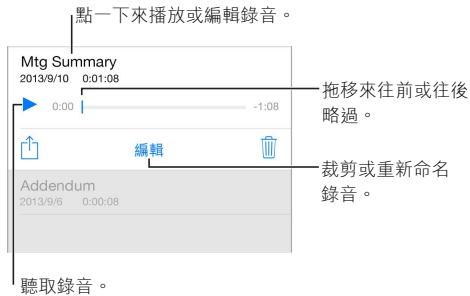 點一下來播放或編輯錄音。
Mtg Summary
2013/9/10 0:01:08
0:00 -1:08
拖移來往前或往後
略過。
編輯
裁剪或重新命名
錄音。
Addendum
2013/9/6 0:00:08
聽取錄音。